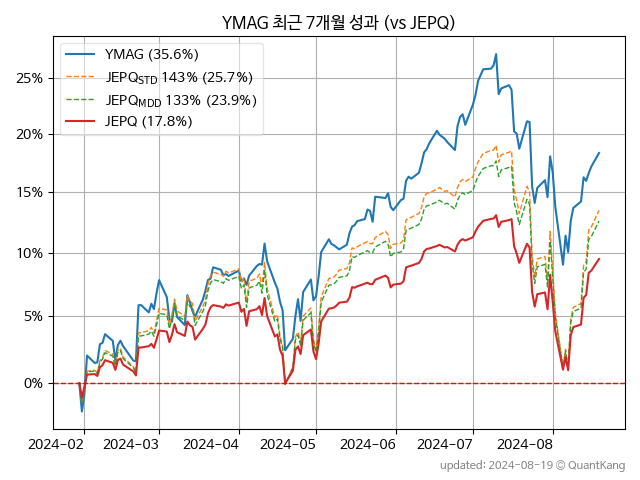 YMAG 최근 7개월 성과 (vs JEPQ)
YMAG (35.6%)
JEPQSTD 143% (25.7%)
JEPQMDD 133% (23.9%)
JEPQ (17.8%)
25%
20%
15%
10%
5%
0%
2024-02 2024-03 2024-04 2024-05 2024-06 2024-07 2024-08
updated: 2024-08-19 © QuantKang